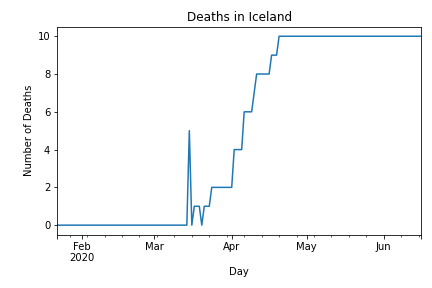 Deaths in Iceland
10
8
6
4
2
0
Number of Deaths
Feb
2020
Mar
Apr
May
Jun
Day